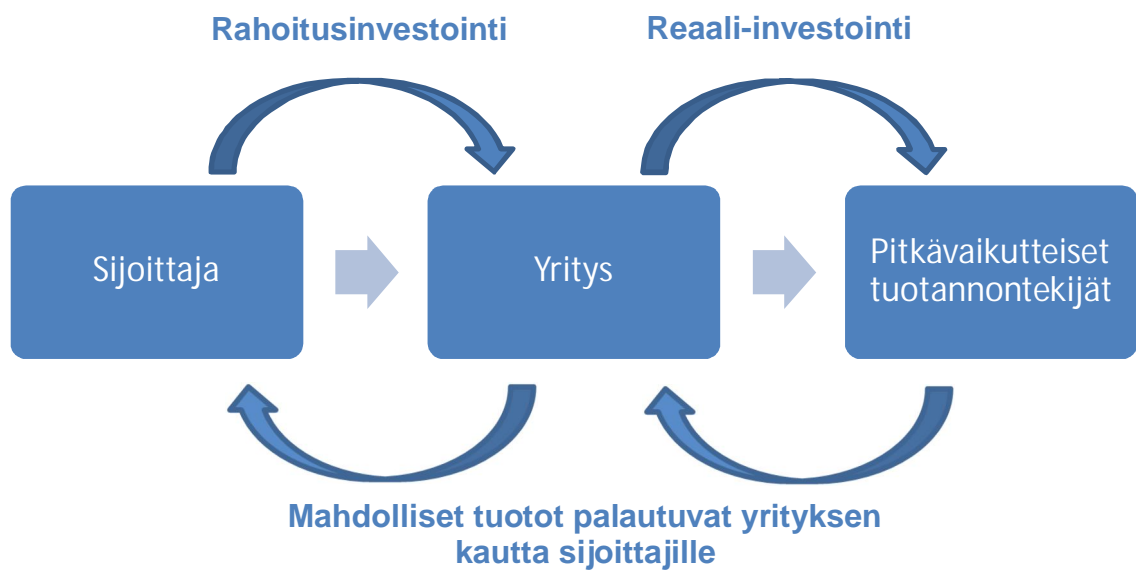 Rahoitusinvestointi
Reaali-investointi
Sijoittaja
Yritys
Pitkävaikutteiset
tuotannontekijät
Mahdolliset tuotot palautuvat yrityksen
kautta sijoittajille